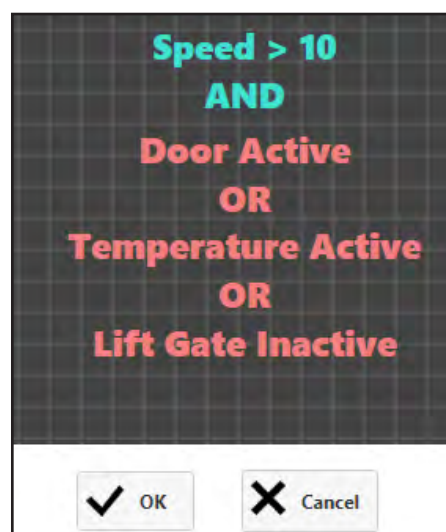 Speed > 10
AND
Door Active
OR
Temperature Active
OR
Lift Gate Inactive
OK
Cancel